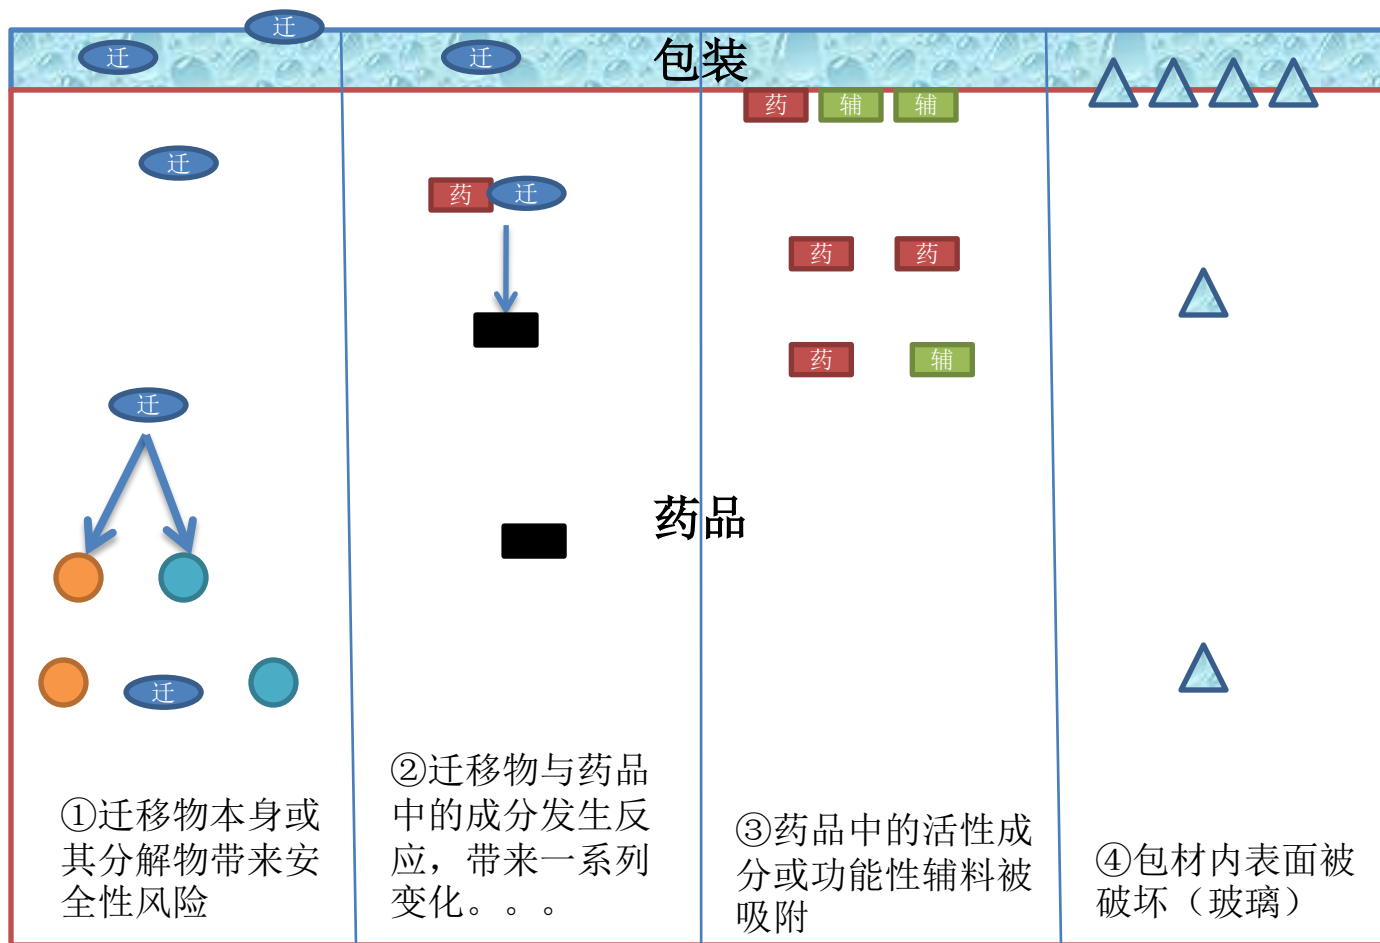 迁
迁
迁
包装
药
辅
辅
迁
药
迁
药
药
药
辅
迁
药品
迁
①迁移物本身或
其分解物带来安
全性风险
②迁移物与药品
中的成分发生反
应，带来一系列
变化。。。
③药品中的活性成
分或功能性辅料被
吸附
④包材内表面被
破坏（玻璃）